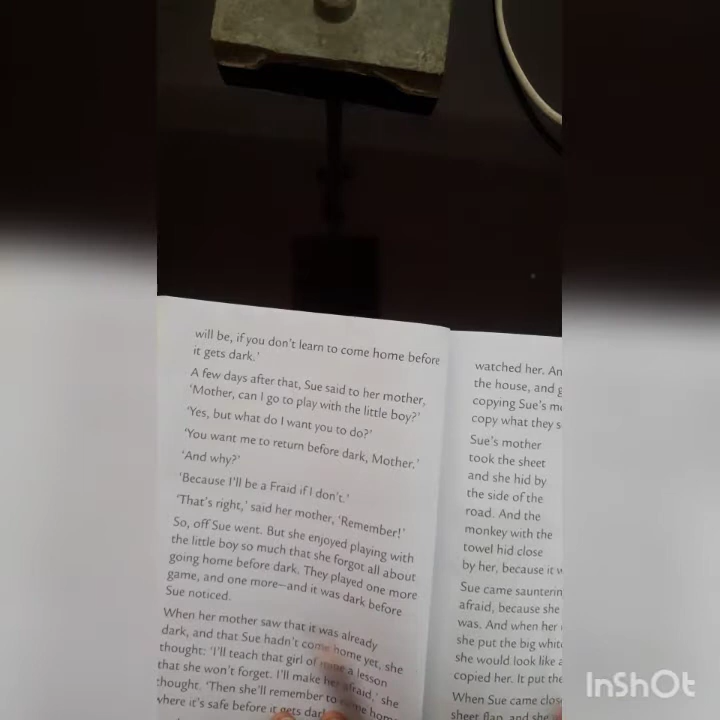 will be, if you don't learn to come home before
it gets dark.'
A few days after that, Sue said to her mother,
'Mother, can I go to play with the little boy?'
'Yes, but what do I want you to do?'
'You want me to return before dark, Mother.'
'And why?'
'Because I'll be a Fraid if I don't.'
'That's right,' said her mother, 'Remember!'
So, off Sue went. But she enjoyed playing with
the little boy so much that she forgot all about
going home before dark. They played one more
game, and one more—and it was dark before
Sue noticed.
When her mother saw that it was already
dark, and that Sue hadn't come home yet, she
thought: 'I'll teach that girl of mine a lesson
that she won't forget. I'll make her afraid,' she
thought. 'Then she'll remember to come home
where it's safe before it gets dark
watched her. An
the house, and
copying Sue's
copy what they s
Sue's mother
took the sheet
and she hid by
the side of the
road. And the
monkey with the
towel hid close
by her, because it
Sue came
afraid, because she
was. And when her
she put the big
she would look like a
copied her. It put the
When Sue came
sheet flap, and she
InShOt